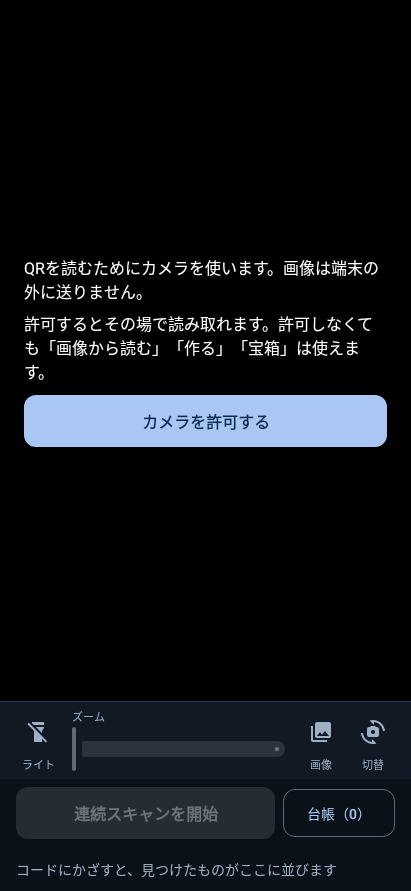 QRを読むためにカメラを使います。画像は端末の
外に送りません。
許可するとその場で読み取れます。許可しなくて
も「画像から読む」「作る」「宝箱」は使えま
す。
カメラを許可する
ズーム
ライト
画像
切替
連続スキャンを開始
台帳（0）
コードにかざすと、見つけたものがここに並びます